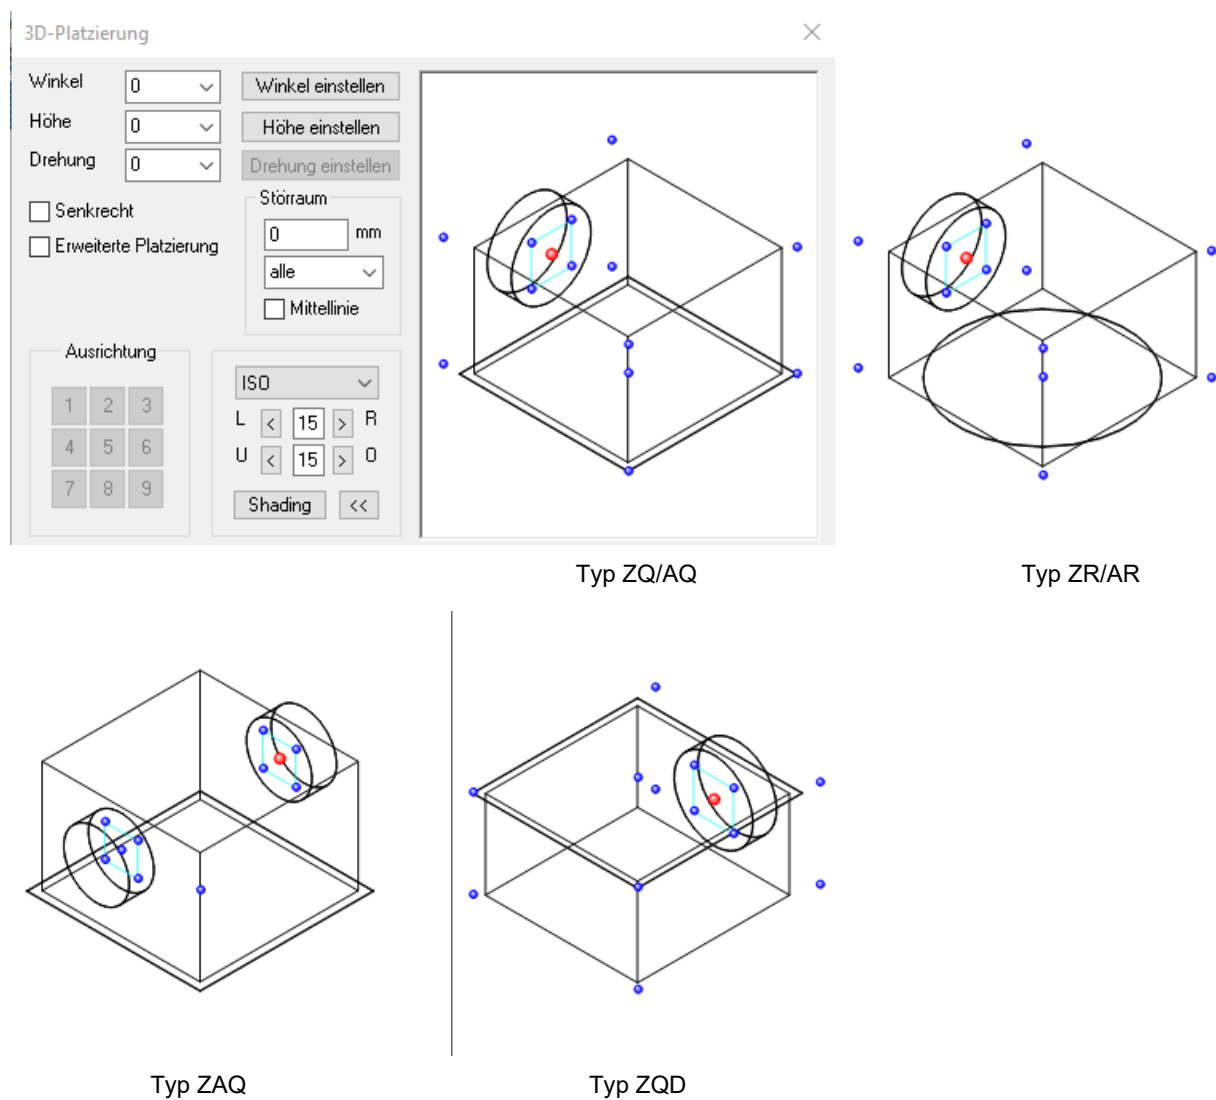 3D-Platzierung
Winkel 0 Winkel einstellen
Höhe 0 Höhe einstellen
Drehung 0 Drehung einstellen
Senkrecht
Erweiterte Platzierung
Störraum
0 mm
alle
Mittellinie
Ausrichtung
1 2 3
4 5 6
7 8 9
ISO
L < 15 > R
U < 15 > O
Shading <<
Typ ZQ/AQ
Typ ZR/AR
Typ ZAQ
Typ ZQD